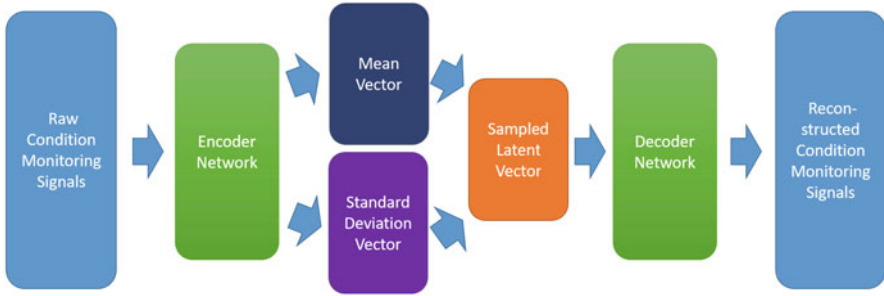 Raw
Condition
Monitoring
Signals
Encoder
Network
Mean
Vector
Standard
Deviation
Vector
Sampled
Latent
Vector
Decoder
Network
Recon-
structed
Condition
Monitoring
Signals